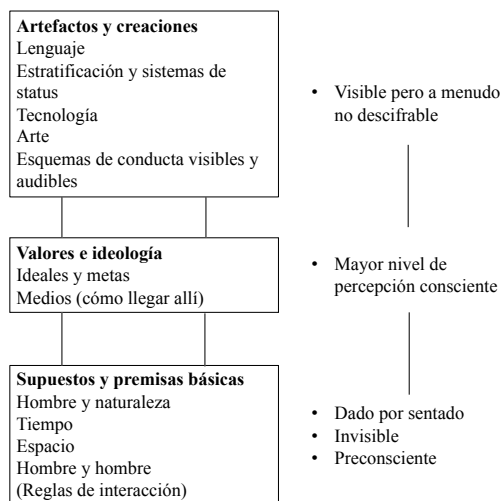 Artefactos y creaciones
Lenguaje
Estratificación y sistemas de
status
Tecnología
Arte
Esquemas de conducta visibles y
audibles
• Visible pero a menudo
no descifrable
Valores e ideología
Ideales y metas
Medios (cómo llegar allí)
• Mayor nivel de
percepción consciente
Supuestos y premisas básicas
Hombre y naturaleza
Tiempo
Espacio
Hombre y hombre
(Reglas de interacción)
• Dado por sentado
• Invisible
• Preconsciente